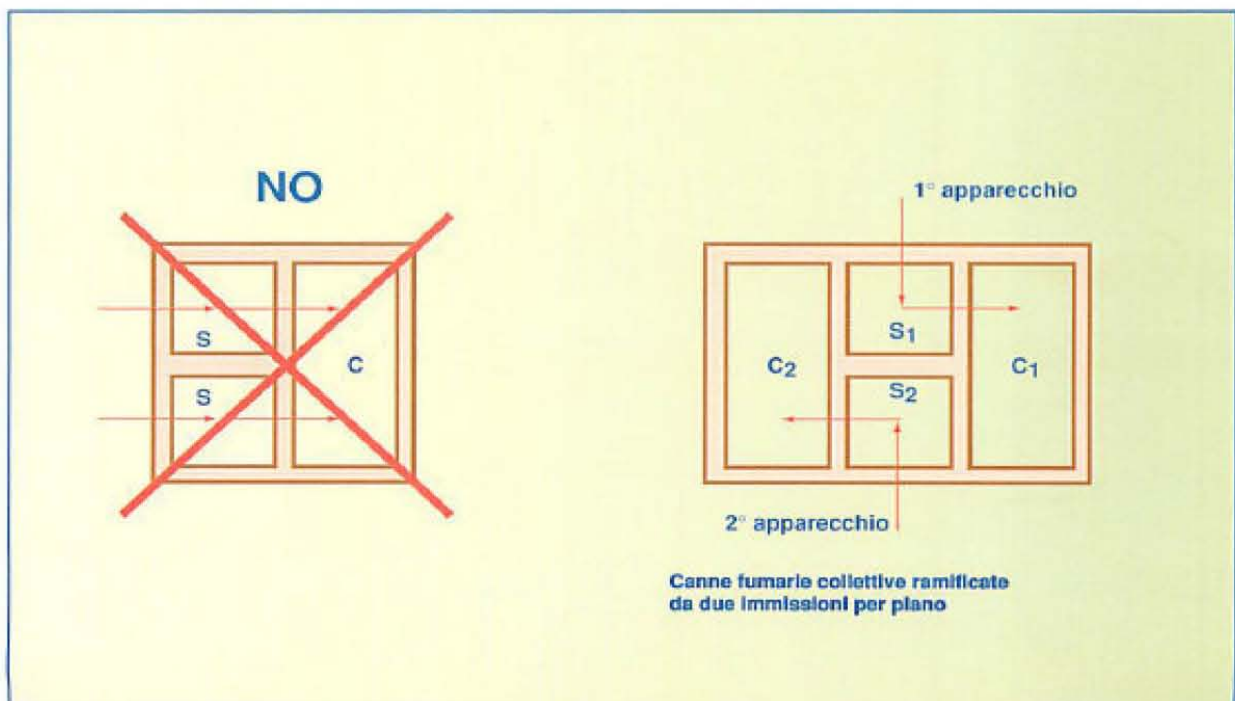 NO
S
S
C
1° apparecchio
S1
C2
C1
S2
2° apparecchio
Canne fumarie collettive ramificate
da due immissioni per piano